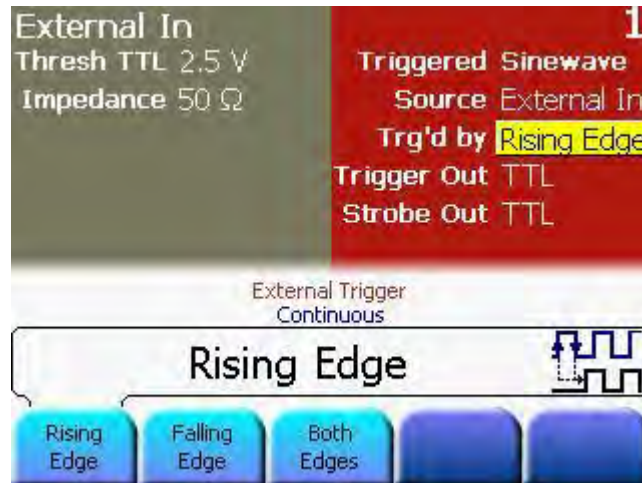 External In
Thresh TTL 2.5 V
Impedance 50 Ω
1
Triggered Sinewave
Source External In
Trg'd by Rising Edge
Trigger Out TTL
Strobe Out TTL
External Trigger
Continuous
Rising Edge
Rising Edge
Falling Edge
Both Edges